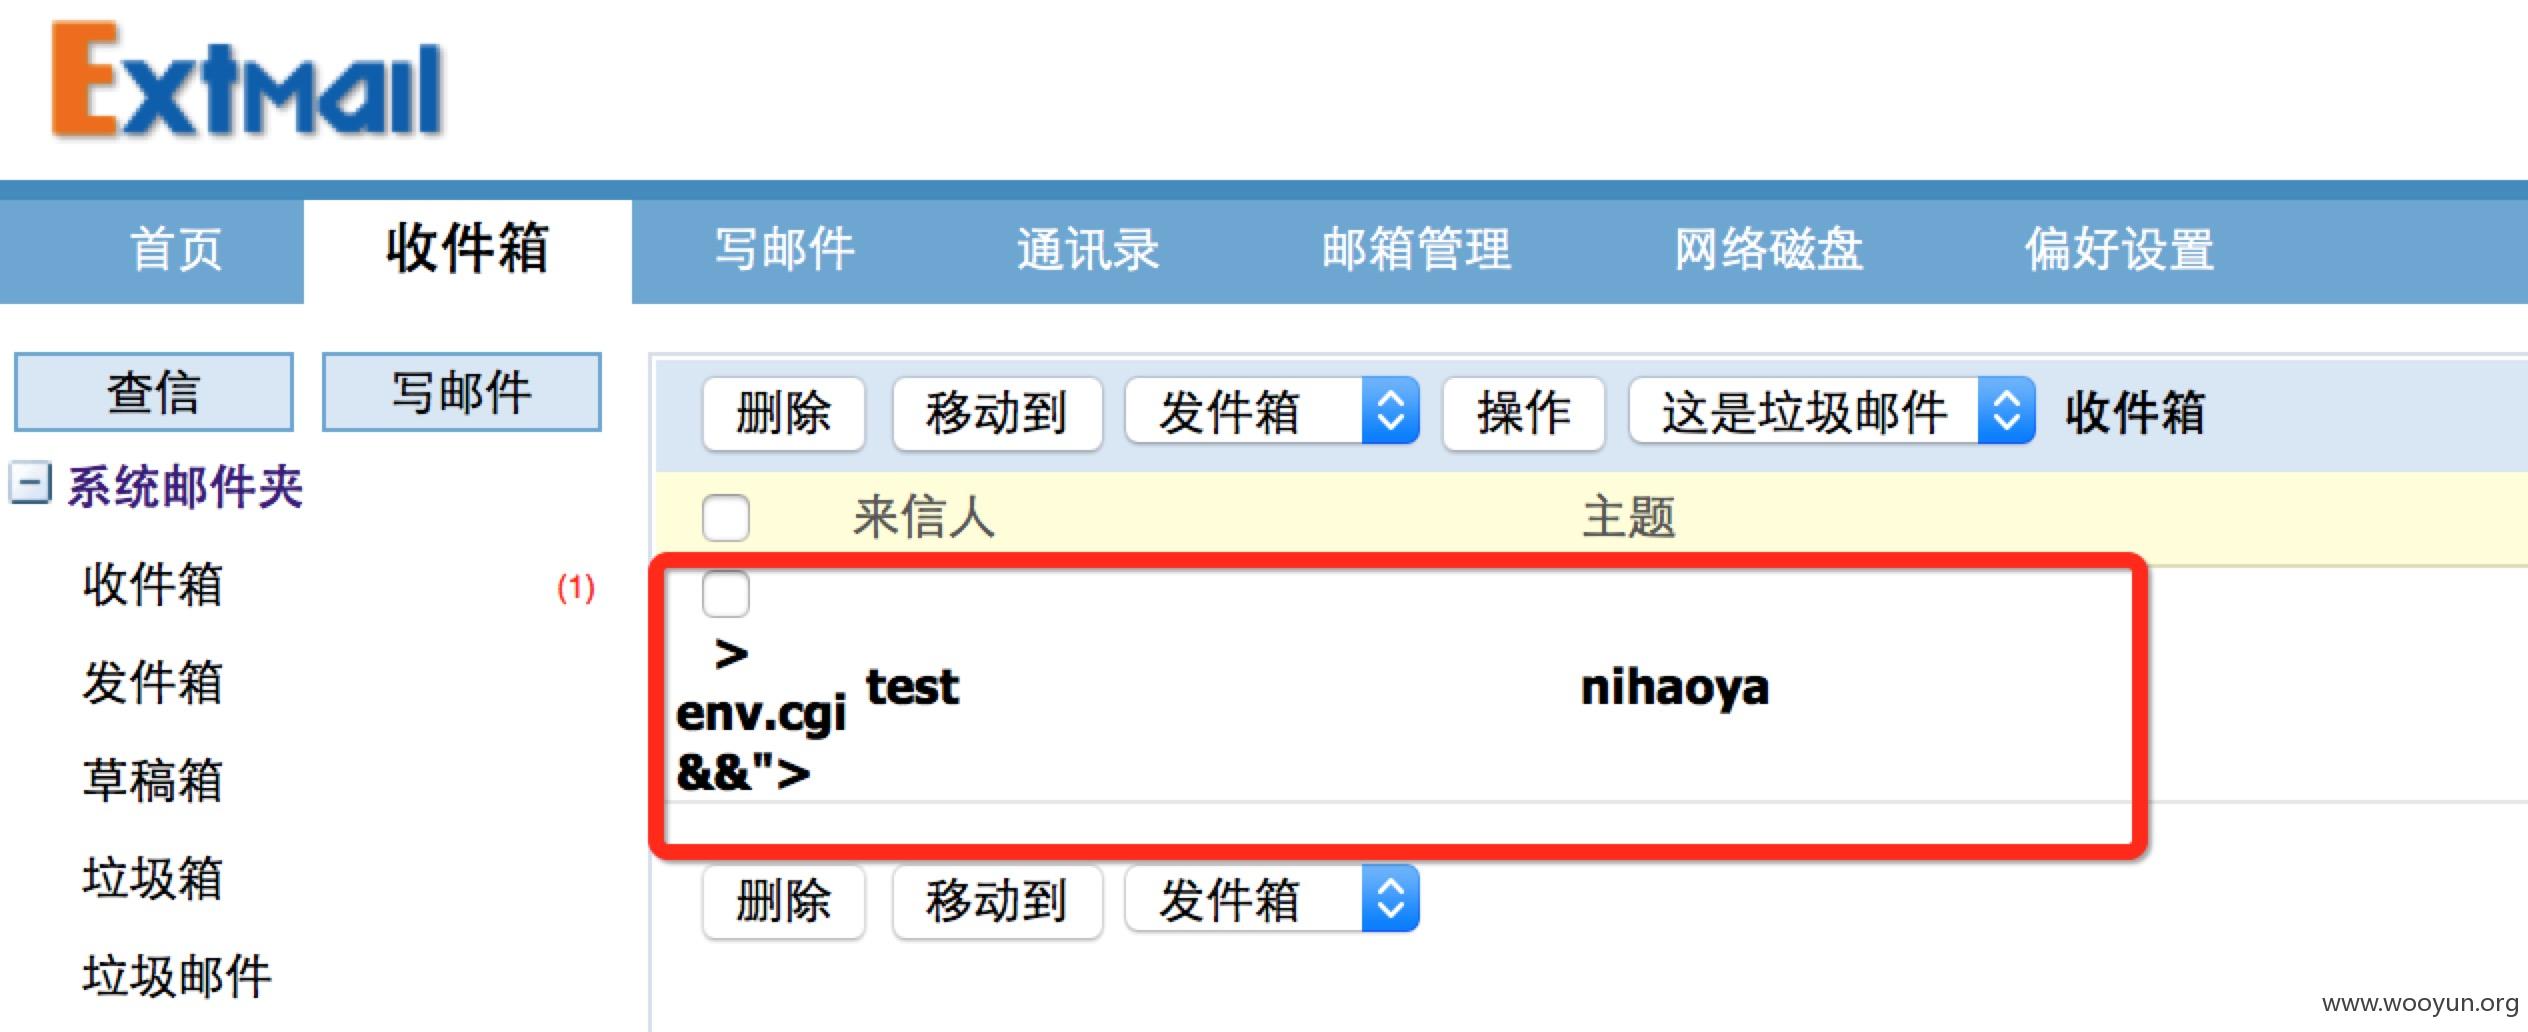 Extmail
首页 收件箱 写邮件 通讯录 邮箱管理 网络磁盘 偏好设置
查信 写邮件
系统邮件夹
收件箱 (1)
发件箱
草稿箱
垃圾箱
垃圾邮件
删除 移动到 发件箱 操作 这是垃圾邮件 收件箱
来信人 主题
>
env.cgi
&&">
test nihaoya
删除 移动到 发件箱
www.wooyun.org